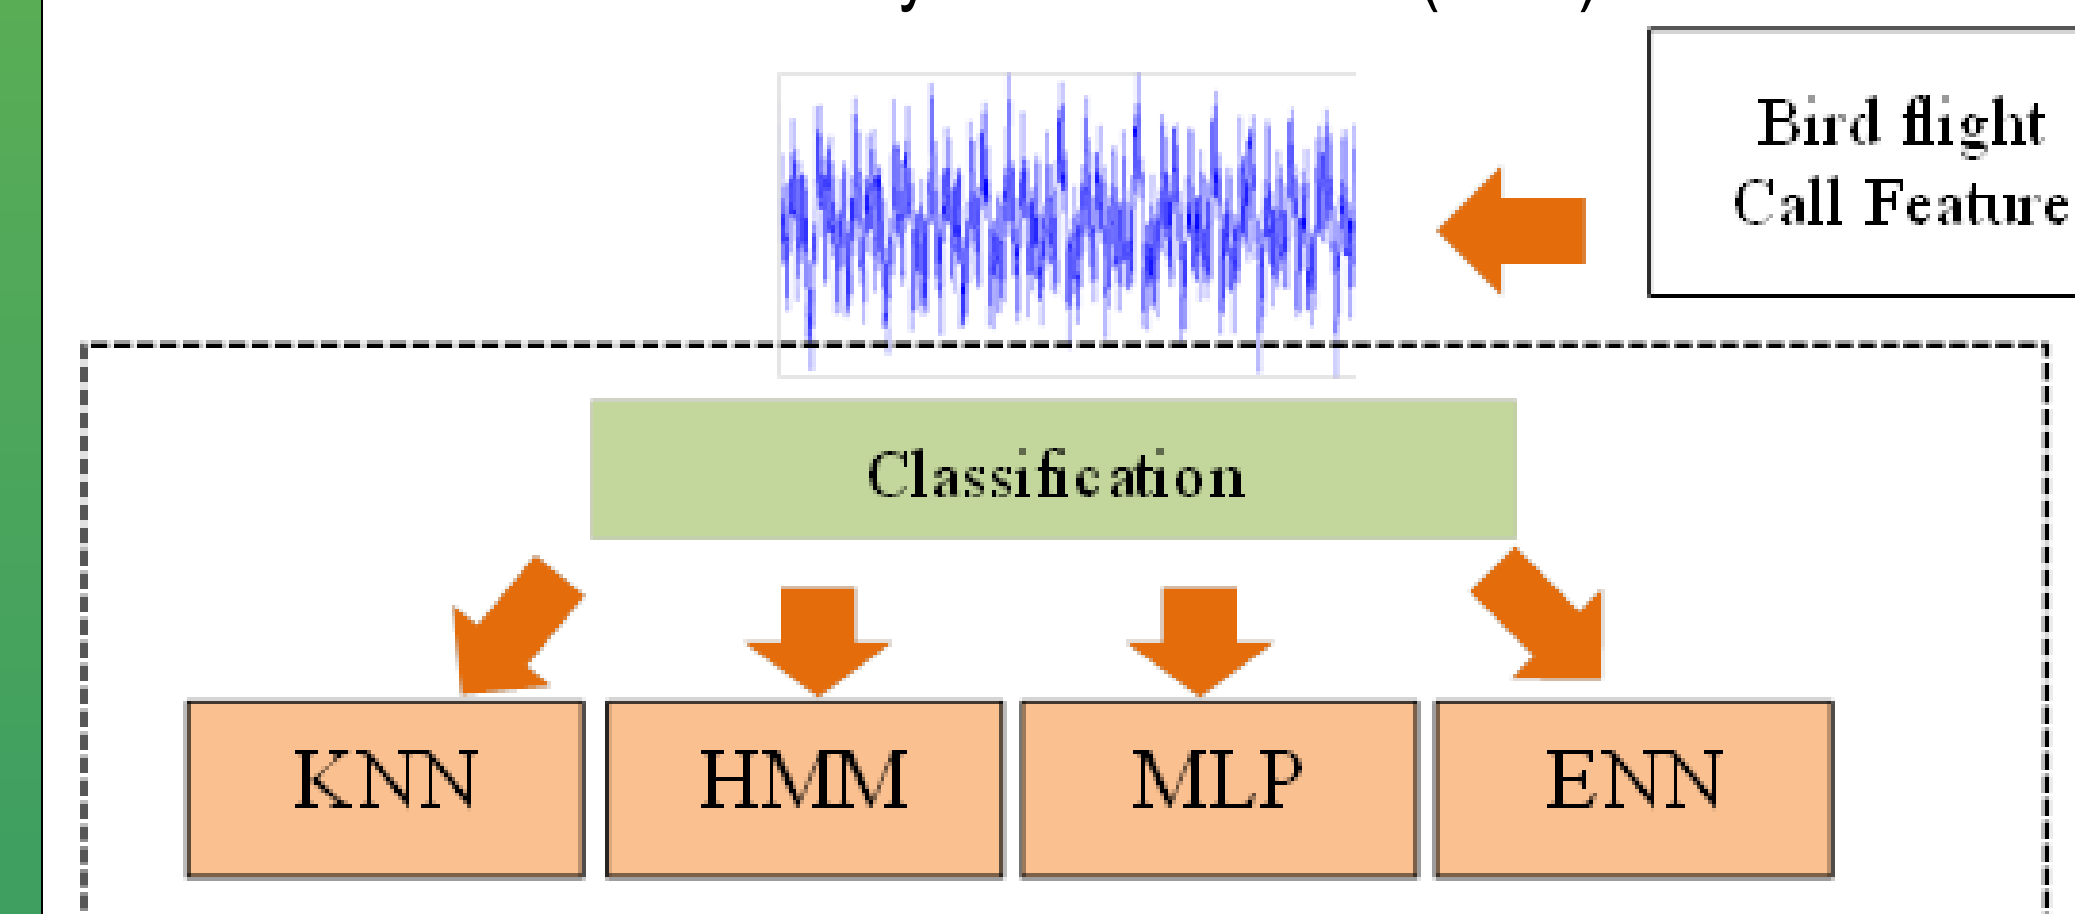 Bird flight
Call Feature
Classification
KNN
HMM
MLP
ENN